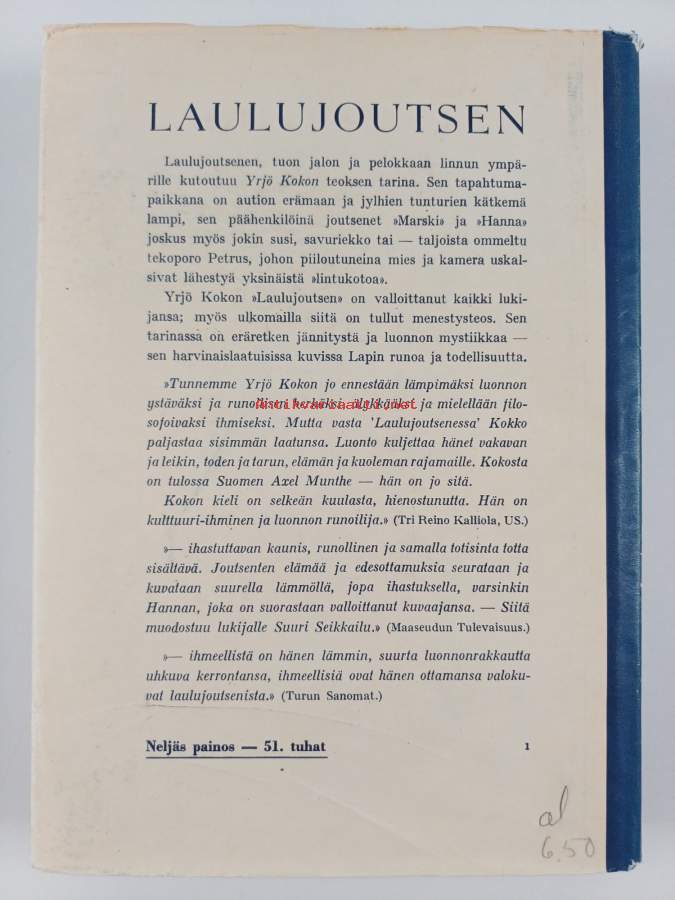 LAULUJOUTSEN
Laulujoutsenen, tuon jalon ja pelokkaan linnun ympä-
rille kutoutuu Yrjö Kokon teoksen tarina. Sen tapahtuma-
paikkana on aution erämaan ja jylhien tunturien kätkemä
lampi, sen päähenkilöinä joutsenet »Marski» ja »Hanna»
joskus myös jokin susi, savuriekko tai — taljoista ommeltu
tekoporo Petrus, johon piiloutuneina mies ja kamera uskal-
sivat lähestyä yksinäistä »lintukotoa».
Yrjö Kokon »Laulujoutsen» on valloittanut kaikki luki-
jansa; myös ulkomailla siitä on tullut menestysteos. Sen
tarinassa on eräretken jännitystä ja luonnon mystiikkaa —
sen harvinaislaatuisissa kuvissa Lapin runoa ja todellisuutta.
»Tunnemme Yrjö Kokon jo ennestään lämpimäksi luonnon
ystäväksi ja runollisen herkäksi, älykkääksi ja mielellään filo-
sofoivaksi ihmiseksi. Mutta vasta 'Laulujoutsenessa' Kokko
paljastaa sisimmän laatunsa. Luonto kuljettaa hänet vakavan
ja leikin, toden ja tarun, elämän ja kuoleman rajamaille. Kokosta
on tulossa Suomen Axel Munthe — hän on jo sitä.
Kokon kieli on selkeän kuulasta, hienostunutta. Hän on
kulttuuri-ihminen ja luonnon runoilija.» (Tri Reino Kalliola, US.)
»— ihastuttavan kaunis, runollinen ja samalla totisinta totta
sisältävä. Joutsenten elämää ja edesottamuksia seurataan ja
kuvataan suurella lämmöllä, jopa ihastuksella, varsinkin
Hannan, joka on suorastaan valloittanut kuvaajansa. — Siitä
muodostuu lukijalle Suuri Seikkailu.» (Maaseudun Tulevaisuus.)
»— ihmeellistä on hänen lämmin, suurta luonnonrakkautta
uhkuva kerrontansa, ihmeellisiä ovat hänen ottamansa valoku-
vat laulujoutsenista.» (Turun Sanomat.)
Neljäs painos — 51. tuhat 1
al
6.50
Antikvariaatti.net